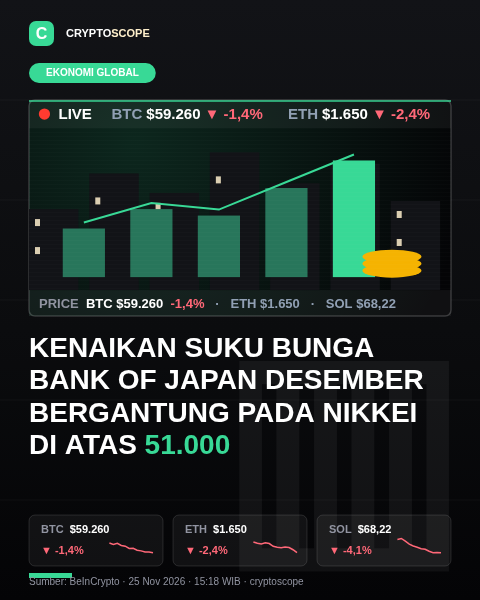 C CRYPTOSCOPE
EKONOMI GLOBAL
LIVE BTC $59.260 ▼ -1,4% ETH $1.650 ▼ -2,4%
PRICE BTC $59.260 -1,4% · ETH $1.650 · SOL $68,22
KENAIKAN SUKU BUNGA
BANK OF JAPAN DESEMBER
BERGANTUNG PADA NIKKEI
DI ATAS 51.000
BTC $59.260 ETH $1.650 SOL $68,22
▼ -1,4% ▼ -2,4% ▼ -4,1%
Sumber: BeInCrypto · 25 Nov 2026 · 15:18 WIB · cryptoscope